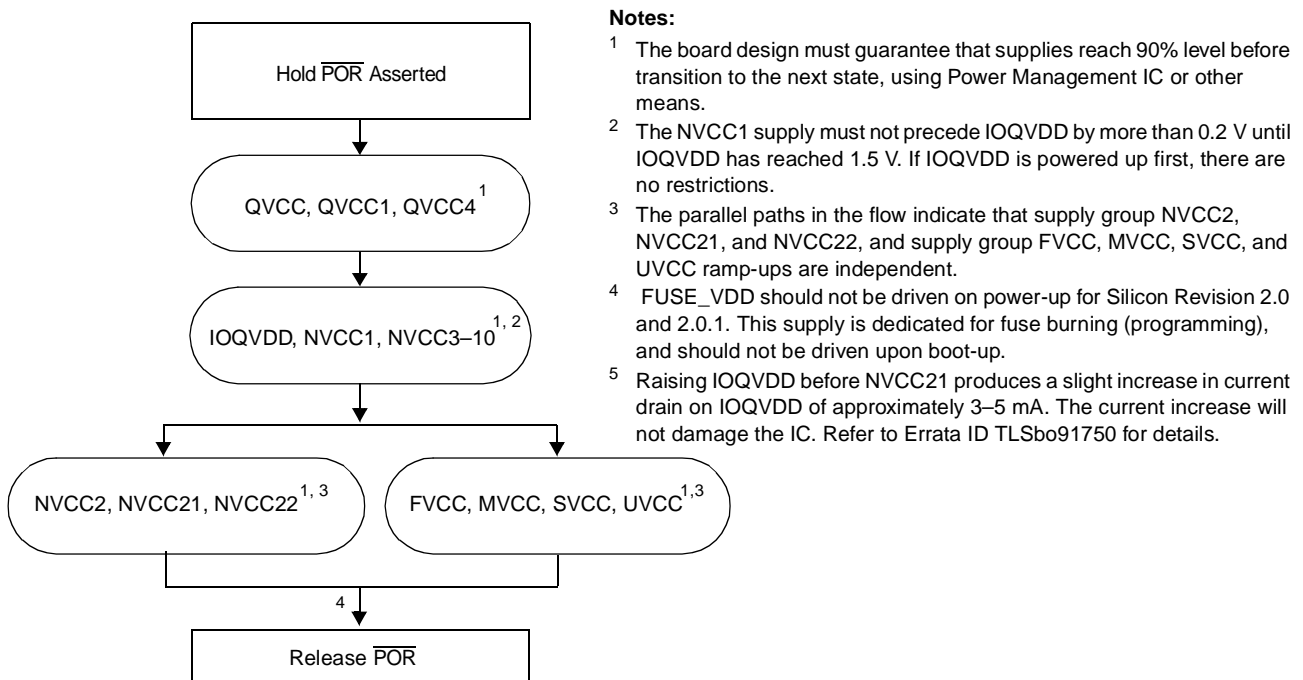 Hold POR Asserted
QVCC, QVCC1, QVCC4 1
IOQVDD, NVCC1, NVCC3–10 1, 2
NVCC2, NVCC21, NVCC22 1, 3
FVCC, MVCC, SVCC, UVCC 1,3
4
Release POR
Notes:
1 The board design must guarantee that supplies reach 90% level before
transition to the next state, using Power Management IC or other
means.
2 The NVCC1 supply must not precede IOQVDD by more than 0.2 V until
IOQVDD has reached 1.5 V. If IOQVDD is powered up first, there are
no restrictions.
3 The parallel paths in the flow indicate that supply group NVCC2,
NVCC21, and NVCC22, and supply group FVCC, MVCC, SVCC, and
UVCC ramp-ups are independent.
4 FUSE_VDD should not be driven on power-up for Silicon Revision 2.0
and 2.0.1. This supply is dedicated for fuse burning (programming),
and should not be driven upon boot-up.
5 Raising IOQVDD before NVCC21 produces a slight increase in current
drain on IOQVDD of approximately 3–5 mA. The current increase will
not damage the IC. Refer to Errata ID TLSbo91750 for details.